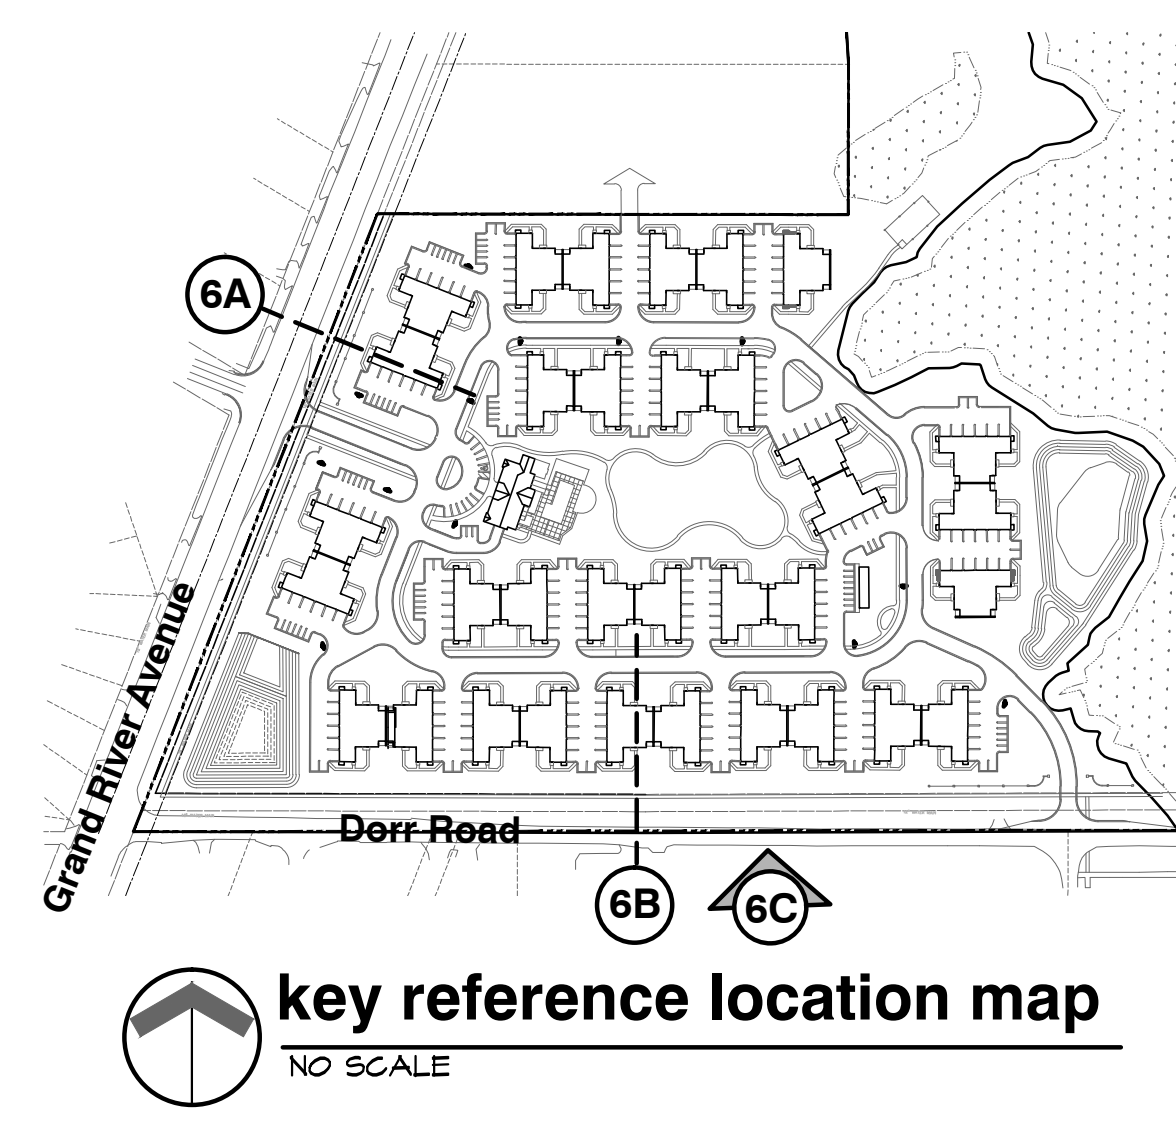 6A
Grand River Avenue
Dorr Road
6B
6C
key reference location map
NO SCALE